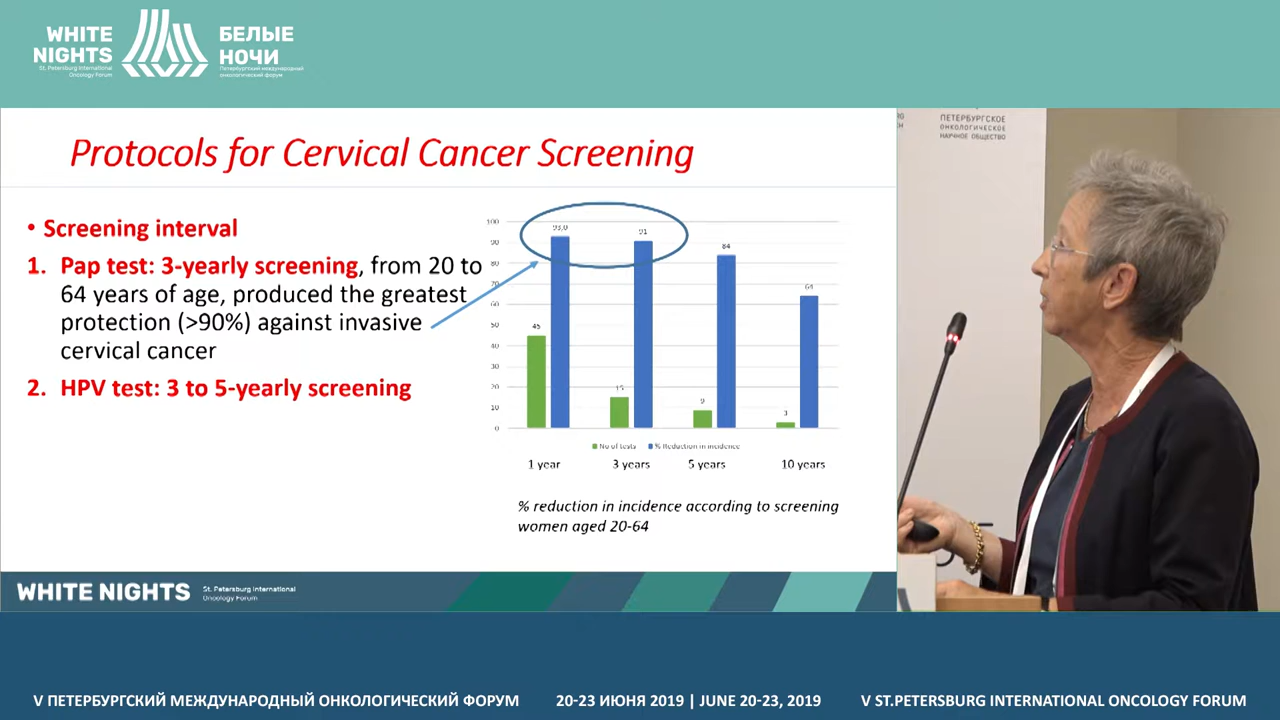 WHITE
NIGHTS
St. Petersburg International
Oncology Forum
БЕЛЫЕ
НОЧИ
Петербургский международный
онкологический форум
ПЕТЕРБУРГСКОЕ
ОНКОЛОГИЧЕСКОЕ
НАУЧНОЕ ОБЩЕСТВО
Protocols for Cervical Cancer Screening
• Screening interval
1. Pap test: 3-yearly screening, from 20 to
64 years of age, produced the greatest
protection (>90%) against invasive
cervical cancer
2. HPV test: 3 to 5-yearly screening
100
90
80
70
60
50
40
30
20
10
0
45
93,0
15
91
9
84
3
64
No of tests
% Reduction in incidence
1 year
3 years
5 years
10 years
% reduction in incidence according to screening
women aged 20-64
WHITE NIGHTS
St. Petersburg International
Oncology Forum
V ПЕТЕРБУРГСКИЙ МЕЖДУНАРОДНЫЙ ОНКОЛОГИЧЕСКИЙ ФОРУМ
20-23 ИЮНЯ 2019 | JUNE 20-23, 2019
V ST.PETERSBURG INTERNATIONAL ONCOLOGY FORUM